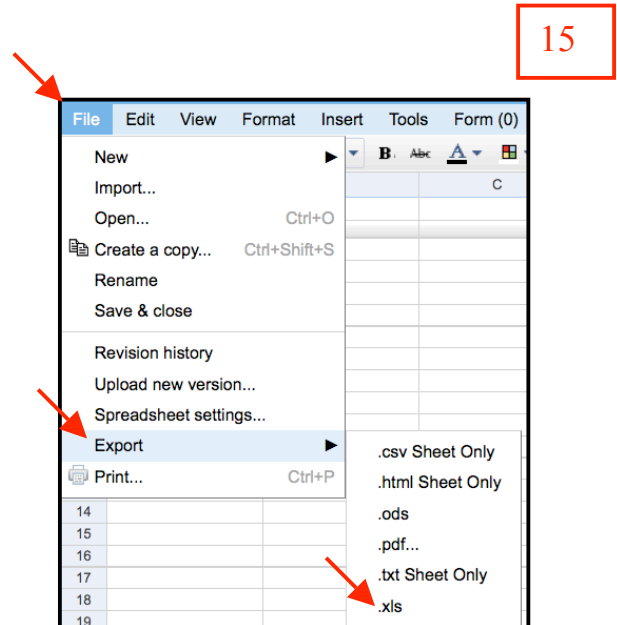 15
File Edit View Format Insert Tools Form (0)
New
B Abc A
Import...
C
Open... Ctrl+O
Create a copy... Ctrl+Shift+S
Rename
Save & close
Revision history
Upload new version...
Spreadsheet settings...
Export
.csv Sheet Only
Print... Ctrl+P
.html Sheet Only
14
.ods
15
.pdf...
16
17
.txt Sheet Only
18
.xls
19